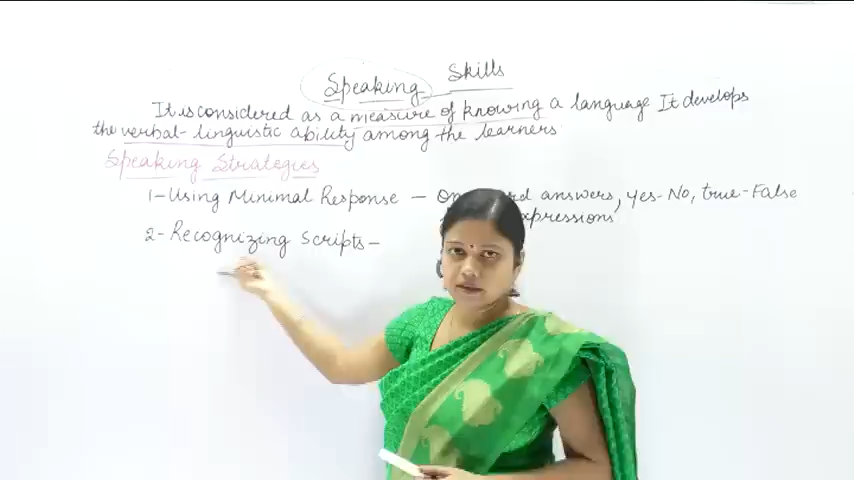 Speaking Skills
It is considered as a measure of knowing a language It develops
the verbal-linguistic ability among the learners
Speaking Strategies
1- Using Minimal Response - answers, yes-No, true-False
expressions
2- Recognizing Scripts-